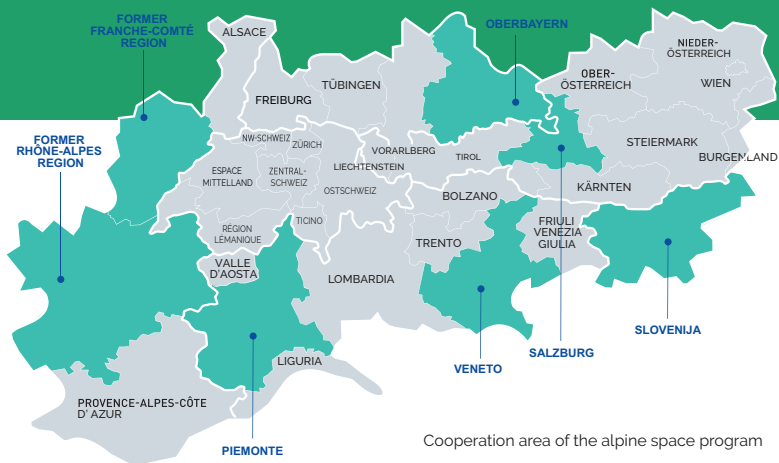 FORMER
FRANCHE-COMTÉ
REGION
ALSACE
OBERBAYERN
NIEDER-
ÖSTERREICH
OBER-
ÖSTERREICH
WIEN
TÜBINGEN
FREIBURG
FORMER
RHÔNE-ALPES
REGION
NW-SCHWEIZ
ZÜRICH
VORARLBERG
TIROL
STEIERMARK
BURGENLAND
LIECHTENSTEIN
ESPACE
MITTELLAND
ZENTRAL-
SCHWEIZ
OSTSCHWEIZ
KÄRNTEN
BOLZANO
TICINO
RÉGION
LÉMANIQUE
FRIULI
VENEZIA
GIULIA
TRENTO
VALLE
D'AOSTA
LOMBARDIA
SLOVENIJA
SALZBURG
VENETO
LIGURIA
PROVENCE-ALPES-CÔTE
D' AZUR
PIEMONTE
Cooperation area of the alpine space program